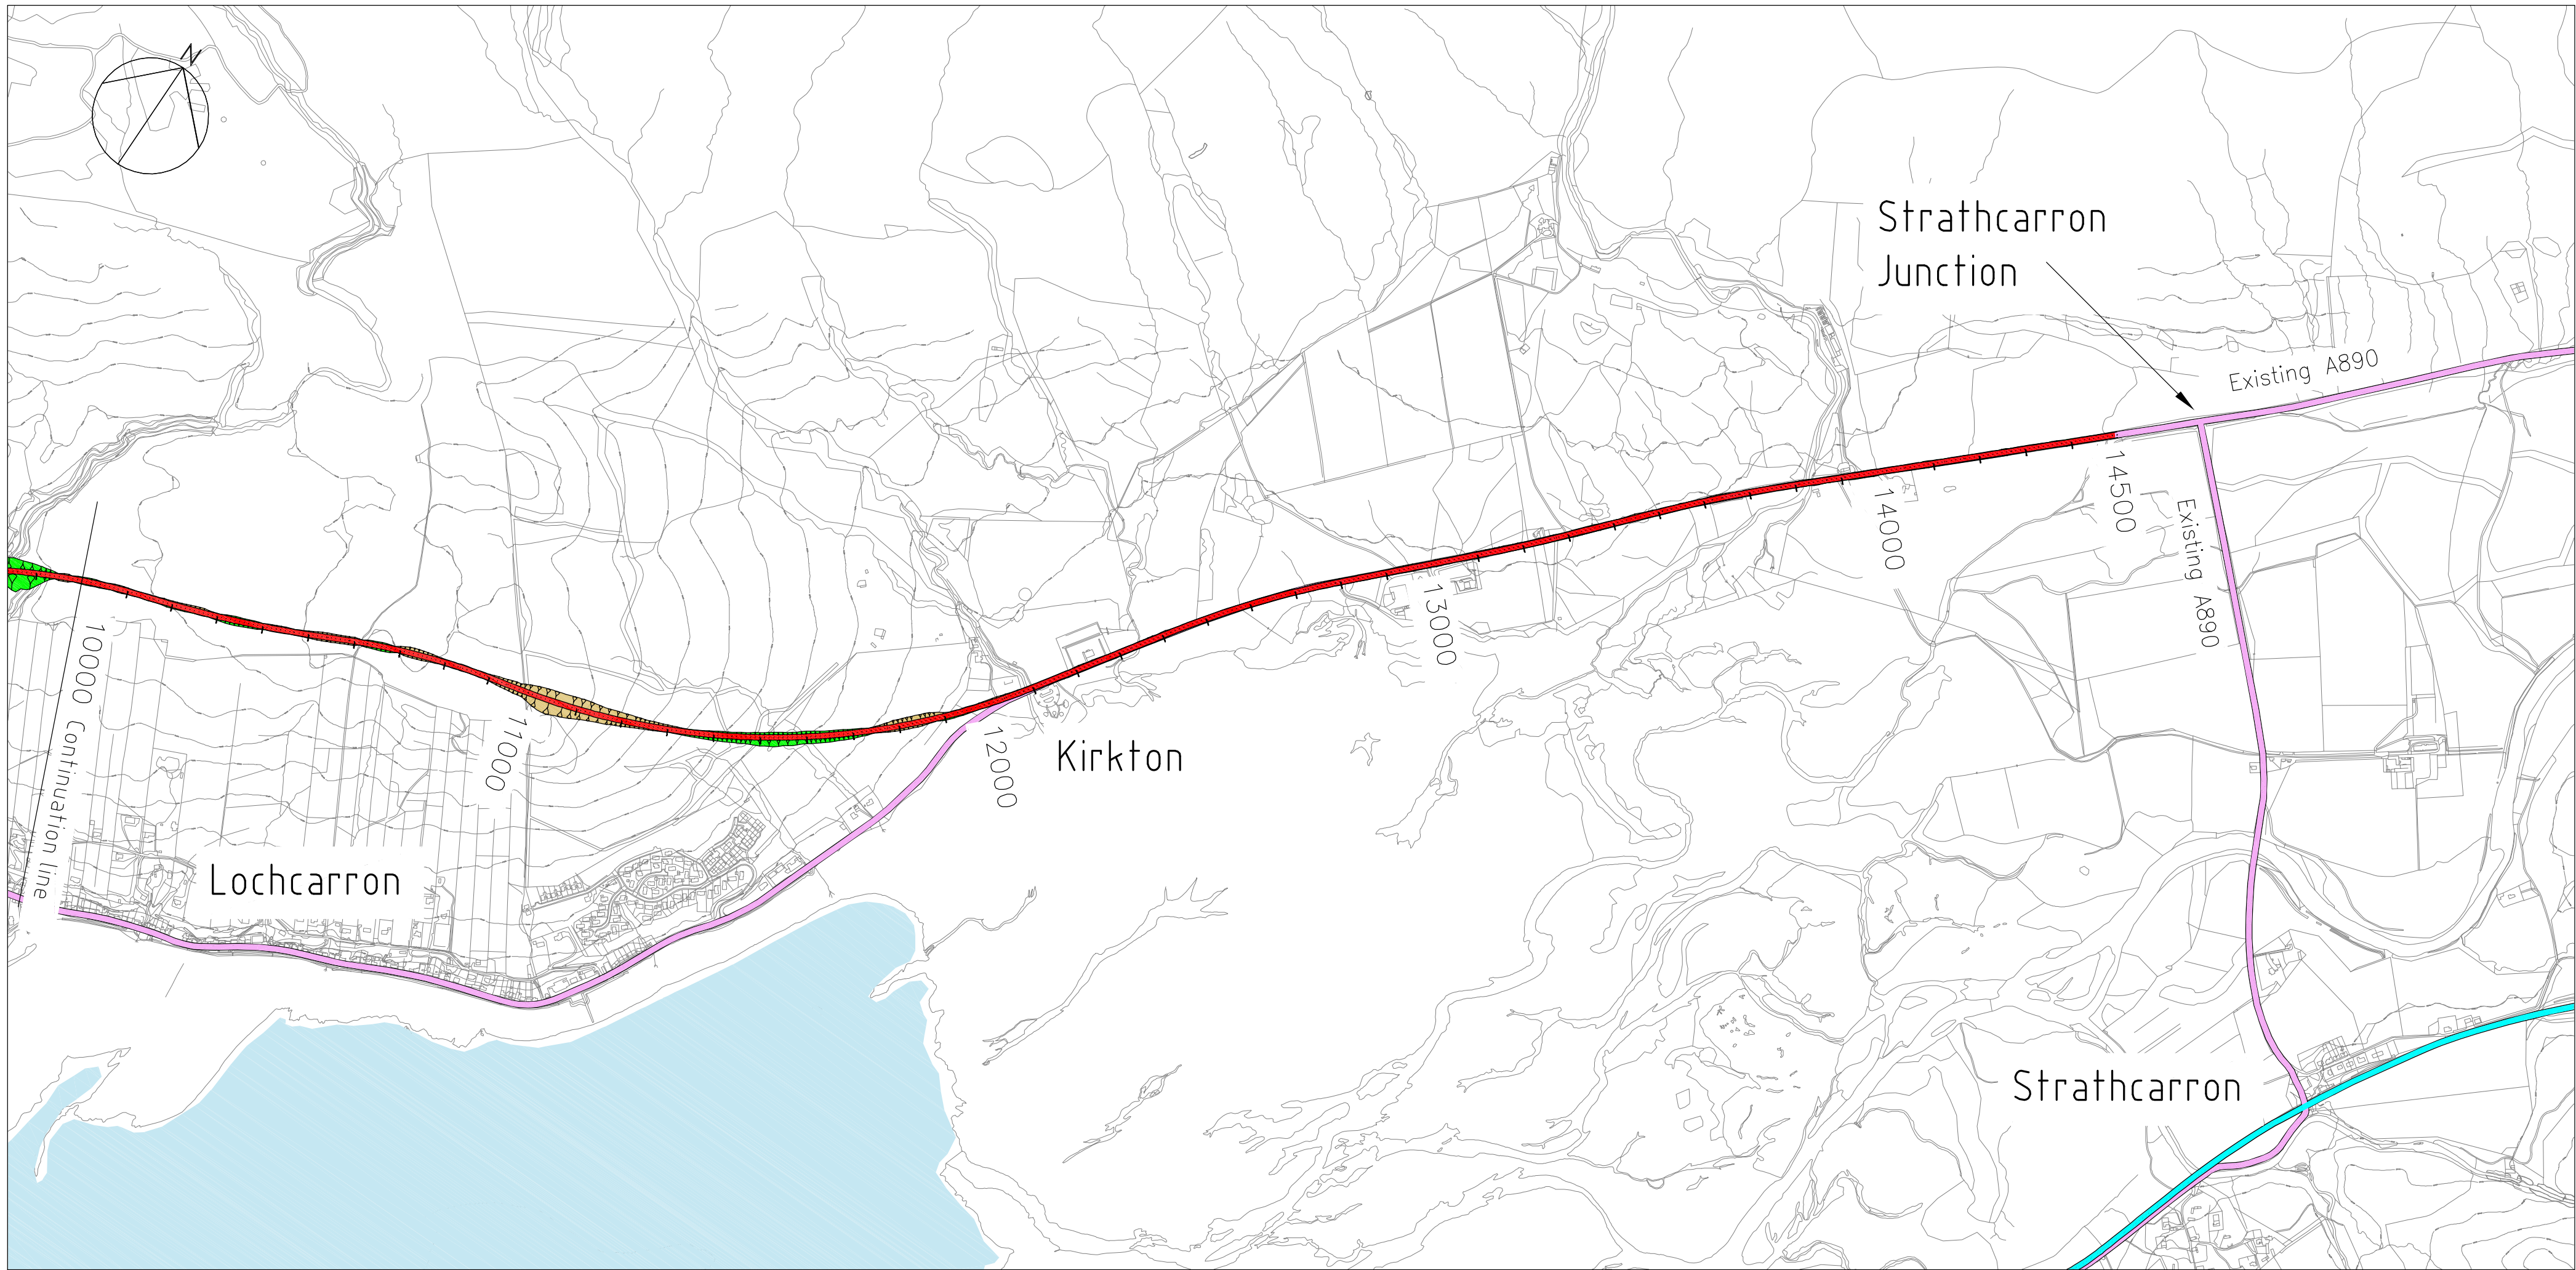 N
Strathcarron
Junction
Existing A890
14500
Existing A890
14000
13000
10000
Continuation line
11000
12000
Kirkton
Lochcarron
Strathcarron